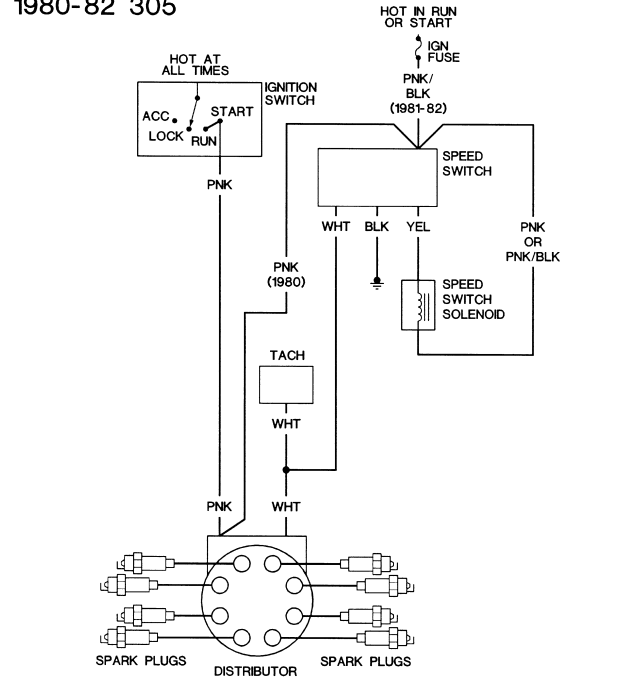 1980-82 305
HOT IN RUN
OR START
IGN
FUSE
PNK/
BLK
(1981-82)
HOT AT
ALL TIMES
IGNITION
SWITCH
ACC
START
LOCK
RUN
PNK
SPEED
SWITCH
WHT
BLK
YEL
PNK
OR
PNK/BLK
PNK
(1980)
SPEED
SWITCH
SOLENOID
TACH
WHT
PNK
WHT
SPARK PLUGS
DISTRIBUTOR
SPARK PLUGS